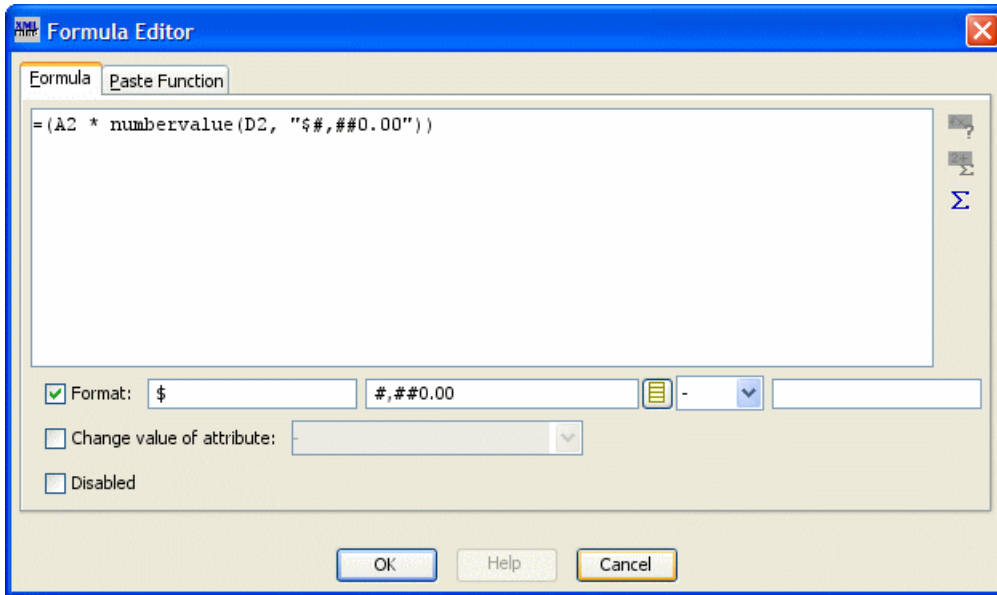 XML Formula Editor
Formula Paste Function
=(A2 * numbervalue(D2, "$#,##0.00"))
Σ
Format: $ #,##0.00 -
Change value of attribute: -
Disabled
OK Help Cancel